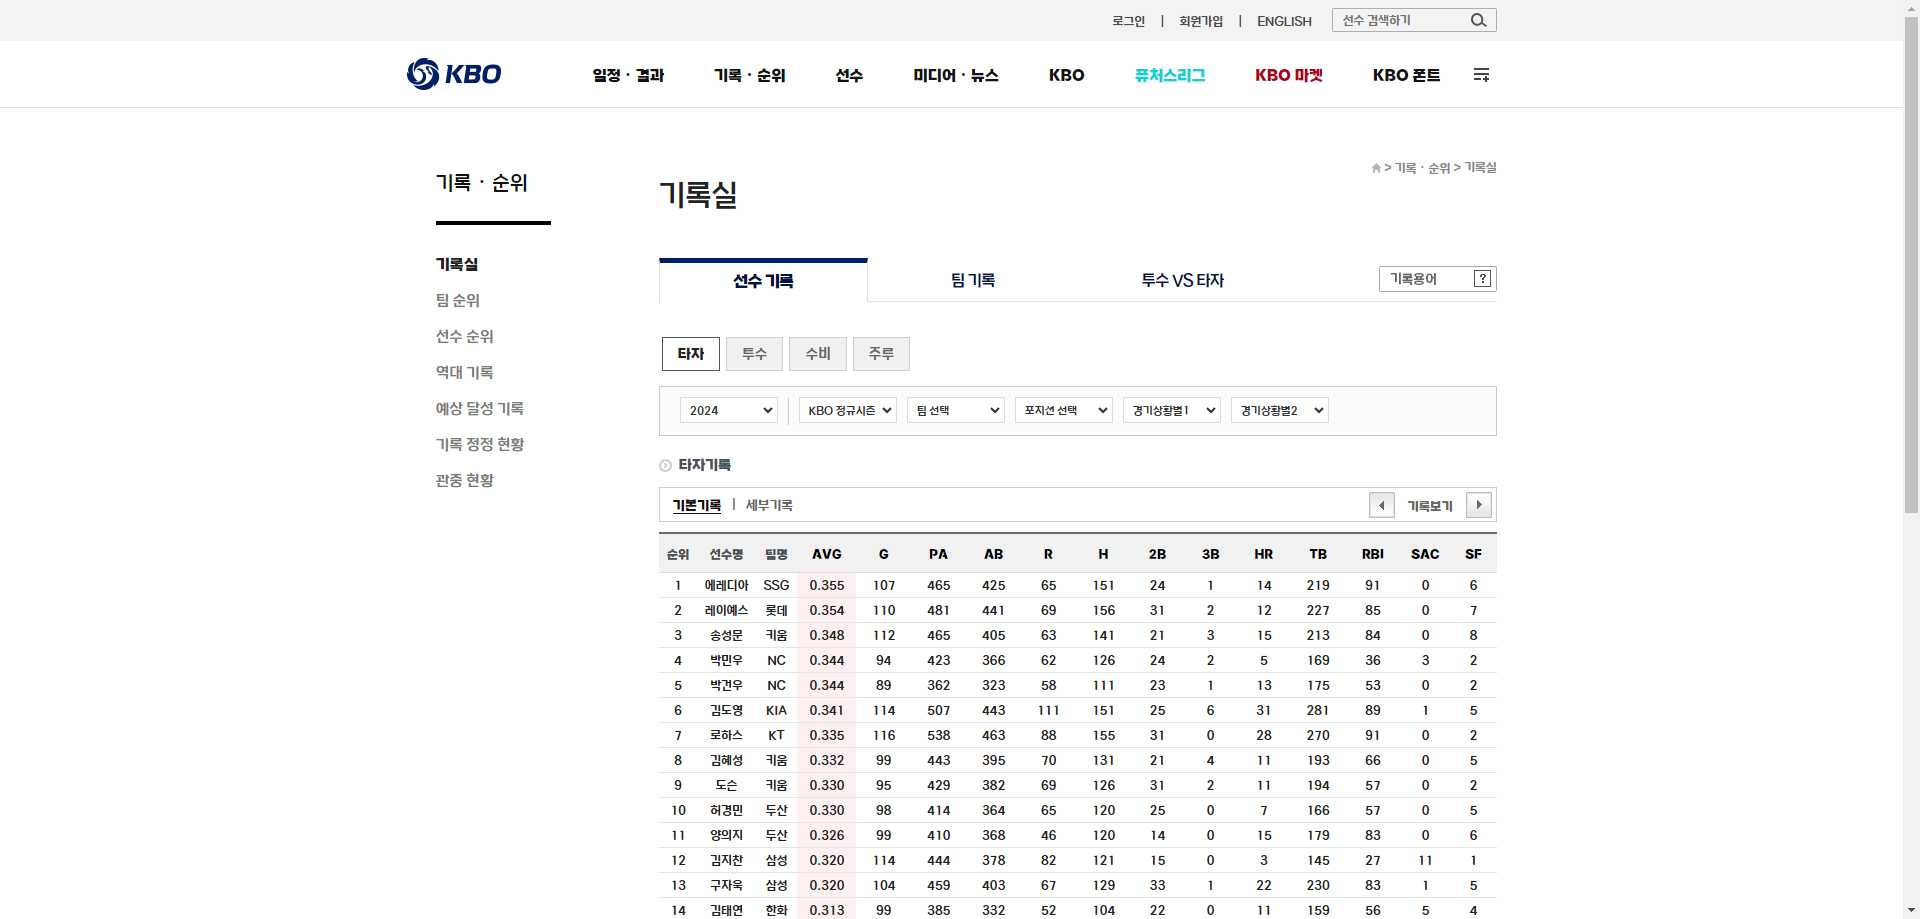 로그인 | 회원가입 | ENGLISH 선수 검색하기
KBO 일정 · 결과 기록 · 순위 선수 미디어 · 뉴스 KBO 퓨처스리그 KBO 마켓 KBO 폰트
> 기록 · 순위 > 기록실
기록 · 순위
기록실
팀 순위
선수 순위
역대 기록
예상 달성 기록
기록 정정 현황
관중 현황
기록실
선수 기록 팀 기록 투수 VS 타자 기록용어 ?
타자 투수 수비 주루
2024 KBO 정규시즌 팀 선택 포지션 선택 경기상황별1 경기상황별2
타자기록
기본기록 | 세부기록 기록보기
순위 선수명 팀명 AVG G PA AB R H 2B 3B HR TB RBI SAC SF
1 에레디아 SSG 0.355 107 465 425 65 151 24 1 14 219 91 0 6
2 레이예스 롯데 0.354 110 481 441 69 156 31 2 12 227 85 0 7
3 송성문 키움 0.348 112 465 405 63 141 21 3 15 213 84 0 8
4 박민우 NC 0.344 94 423 366 62 126 24 2 5 169 36 3 2
5 박건우 NC 0.344 89 362 323 58 111 23 1 13 175 53 0 2
6 김도영 KIA 0.341 114 507 443 111 151 25 6 31 281 89 1 5
7 로하스 KT 0.335 116 538 463 88 155 31 0 28 270 91 0 2
8 김혜성 키움 0.332 99 443 395 70 131 21 4 11 193 66 0 5
9 도슨 키움 0.330 95 429 382 69 126 31 2 11 194 57 0 2
10 허경민 두산 0.330 98 414 364 65 120 25 0 7 166 57 0 5
11 양의지 두산 0.326 99 410 368 46 120 14 0 15 179 83 0 6
12 김지찬 삼성 0.320 114 444 378 82 121 15 0 3 145 27 11 1
13 구자욱 삼성 0.320 104 459 403 67 129 33 1 22 230 83 1 5
14 김태연 한화 0.313 99 385 332 52 104 22 0 11 159 56 5 4